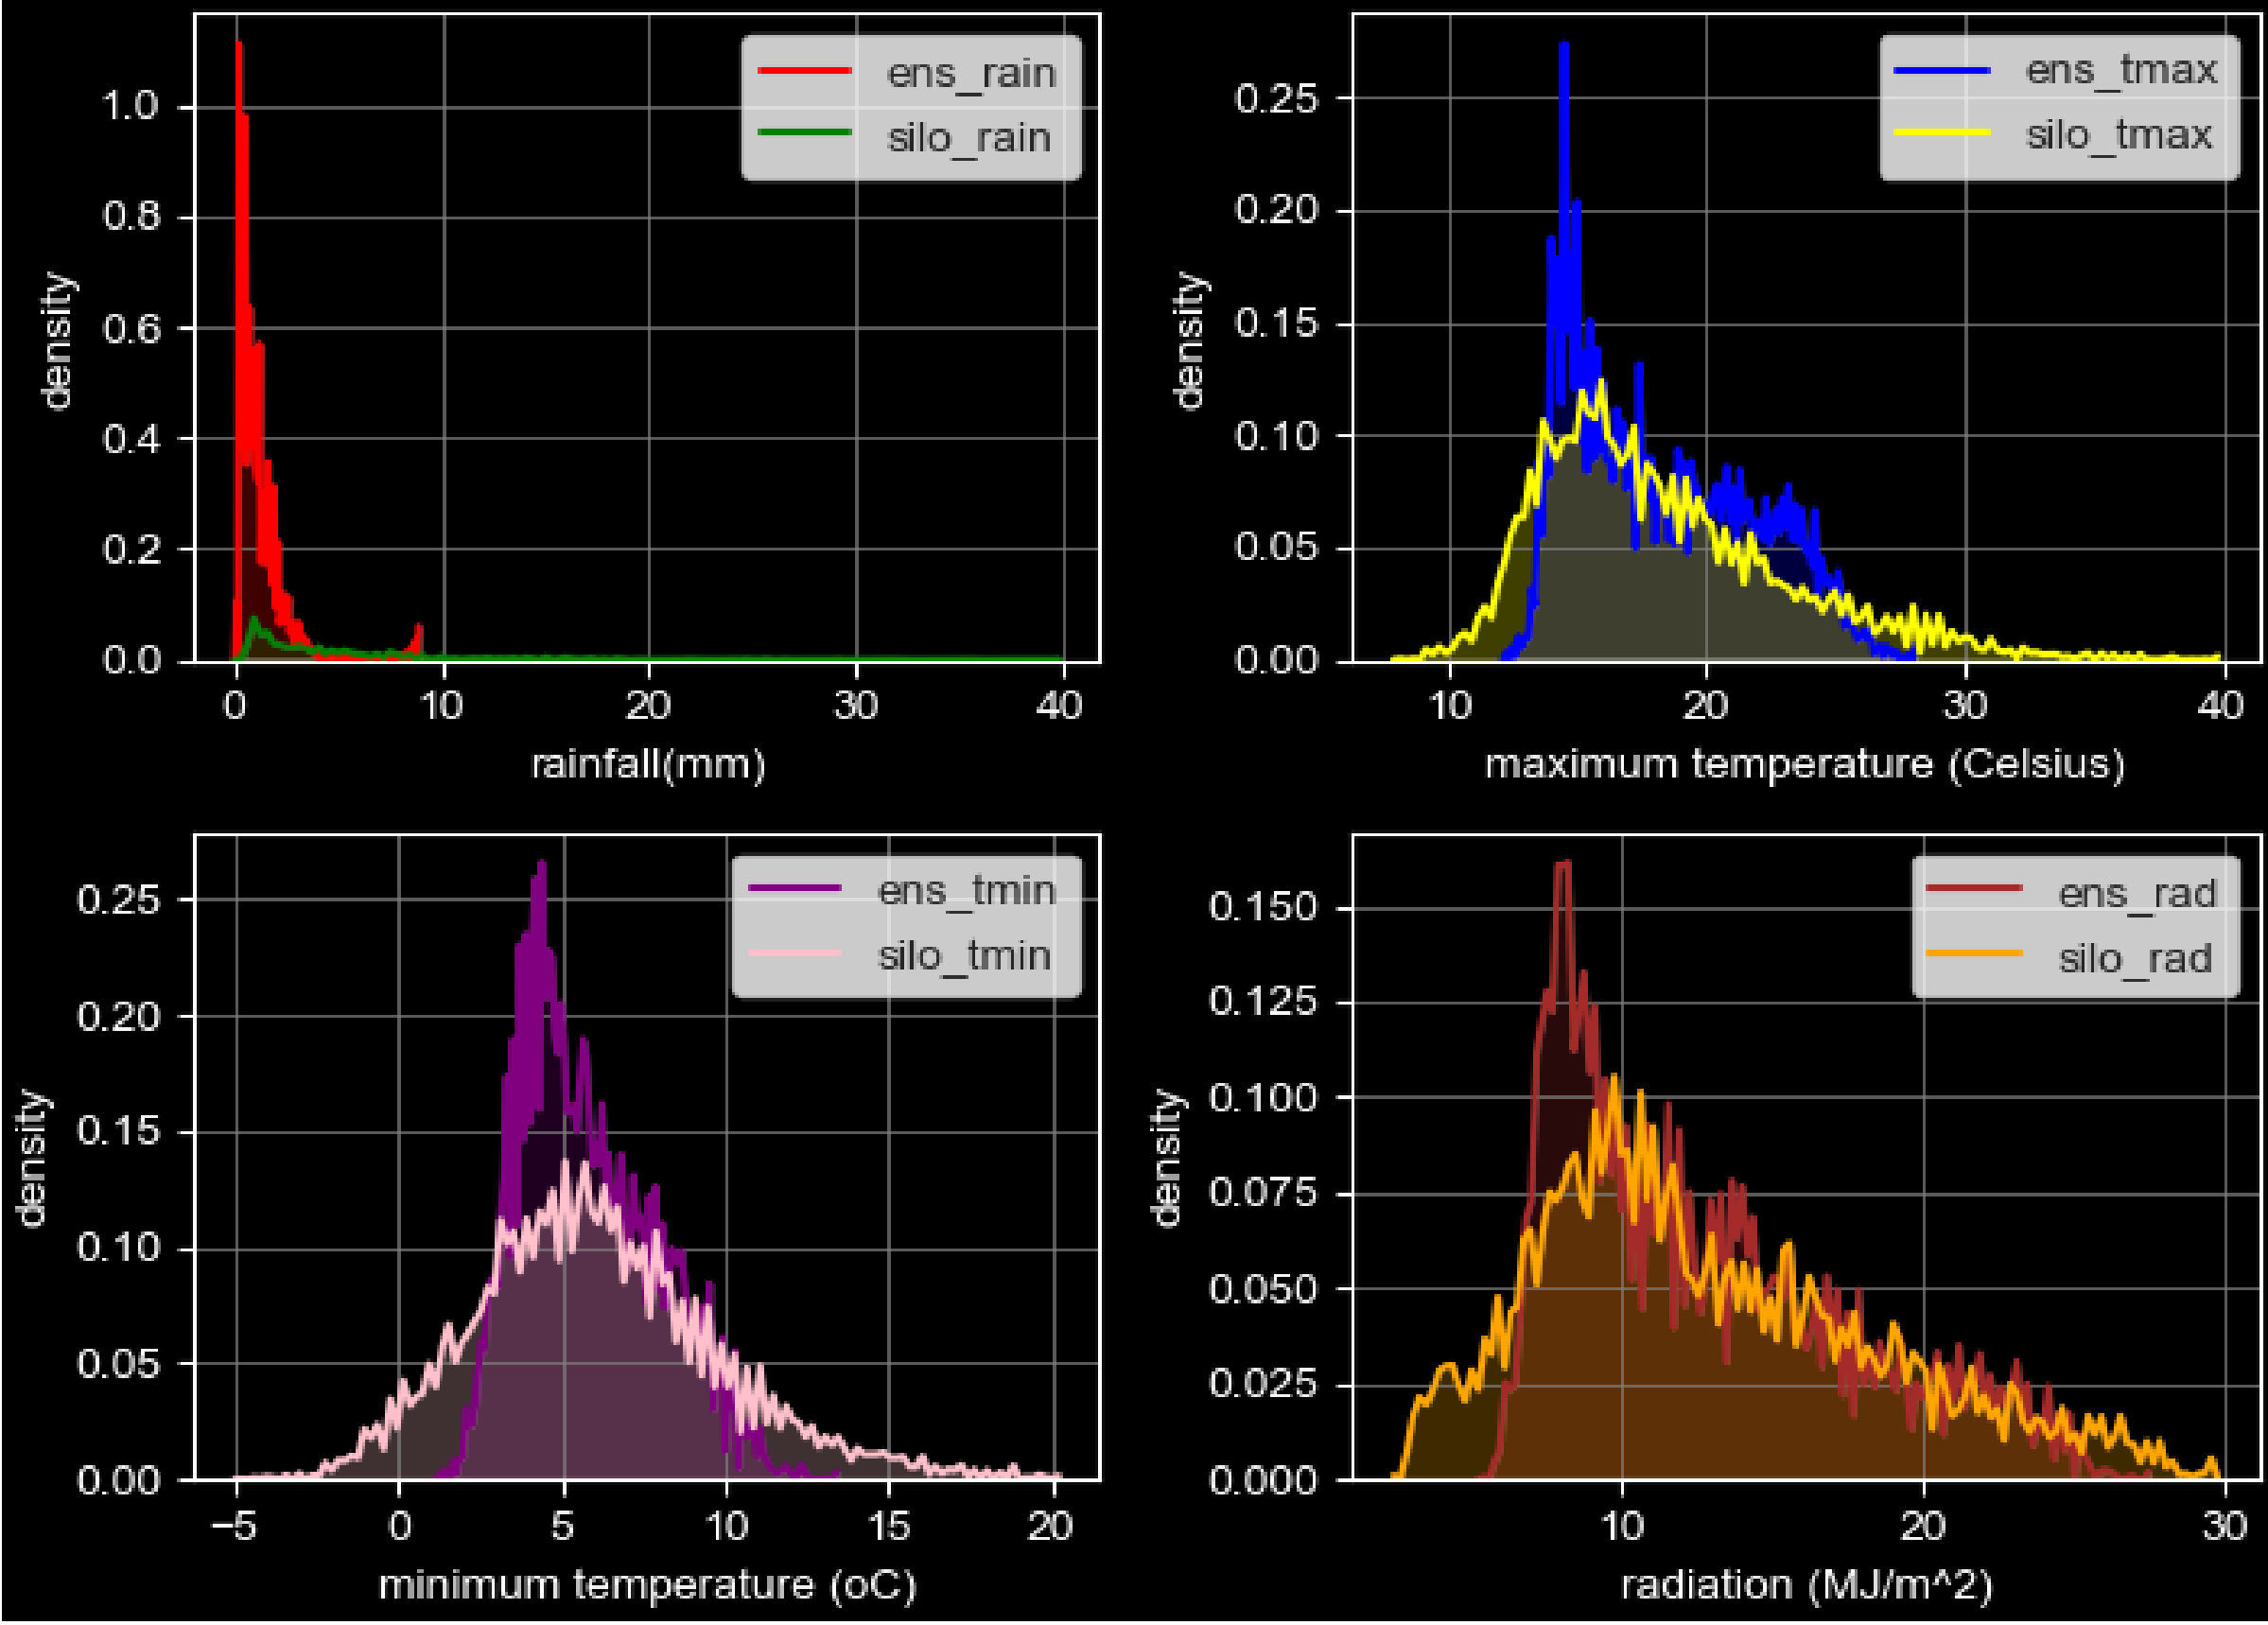 ens_rain
silo_rain
1.0
0.8
0.6
0.4
0.2
0.0
density
0
10
20
30
40
rainfall(mm)
ens_tmax
silo_tmax
0.25
0.20
0.15
0.10
0.05
0.00
density
10
20
30
40
maximum temperature (Celsius)
ens_tmin
silo_tmin
0.25
0.20
0.15
0.10
0.05
0.00
density
−5
0
5
10
15
20
minimum temperature (oC)
ens_rad
silo_rad
0.150
0.125
0.100
0.075
0.050
0.025
0.000
density
10
20
30
radiation (MJ/m^2)